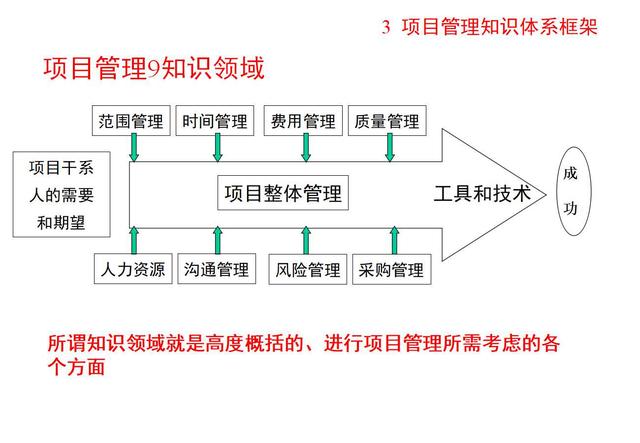 3 项目管理知识体系框架
项目管理9知识领域
范围管理
时间管理
费用管理
质量管理
项目干系
人的需要
和期望
项目整体管理
工具和技术
成
功
人力资源
沟通管理
风险管理
采购管理
所谓知识领域就是高度概括的、进行项目管理所需考虑的各
个方面